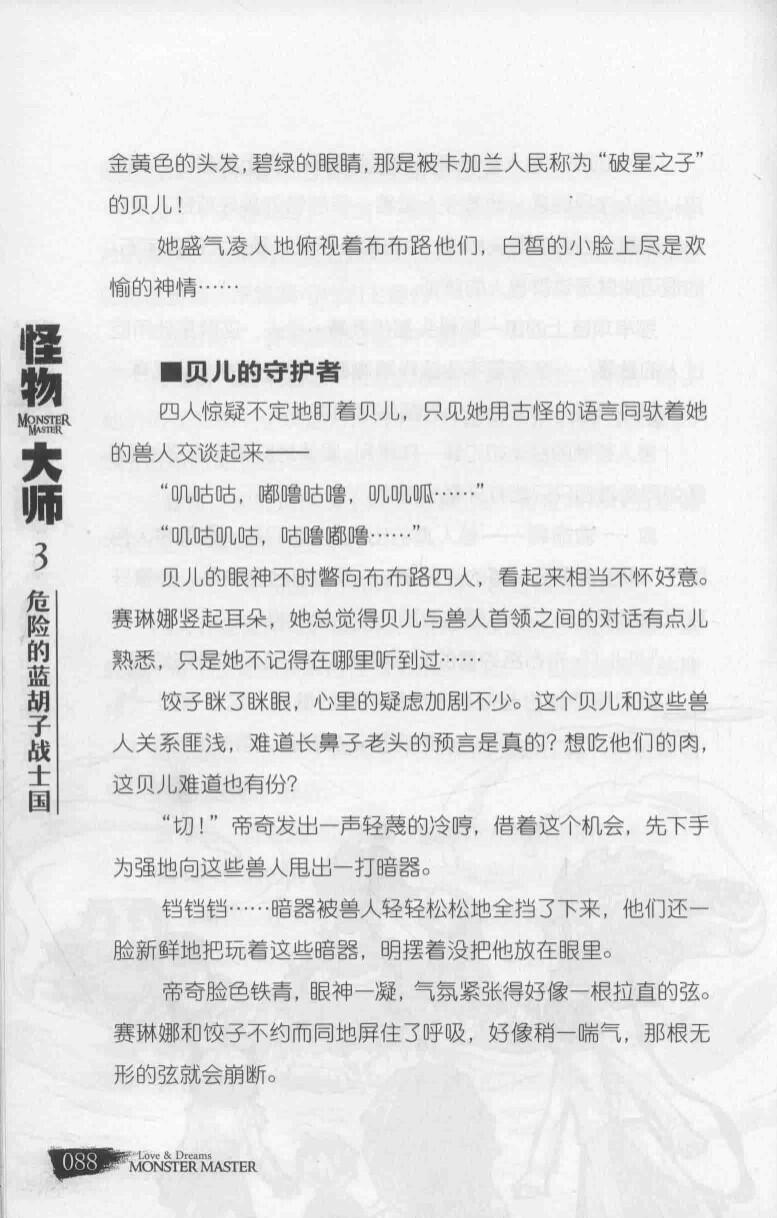 金黄色的头发，碧绿的眼睛，那是被卡加兰人民称为“破星之子”
的贝儿！
她盛气凌人地俯视着布布路他们，白皙的小脸上尽是欢
愉的神情……
■贝儿的守护者
四人惊疑不定地盯着贝儿，只见她用古怪的语言同驮着她
的兽人交谈起来——
“叽咕咕，嘟噜咕噜，叽叽呱……”
“叽咕叽咕，咕噜嘟噜……”
贝儿的眼神不时瞥向布布路四人，看起来相当不怀好意。
赛琳娜竖起耳朵，她总觉得贝儿与兽人首领之间的对话有点儿
熟悉，只是她不记得在哪里听到过……
饺子眯了眯眼，心里的疑虑加剧不少。这个贝儿和这些兽
人关系匪浅，难道长鼻子老头的预言是真的？想吃他们的肉，
这贝儿难道也有份？
“切！”帝奇发出一声轻蔑的冷哼，借着这个机会，先下手
为强地向这些兽人甩出一打暗器。
铛铛铛……暗器被兽人轻轻松松地全挡了下来，他们还一
脸新鲜地把玩着这些暗器，明摆着没把他放在眼里。
帝奇脸色铁青，眼神一凝，气氛紧张得好像一根拉直的弦。
赛琳娜和饺子不约而同地屏住了呼吸，好像稍一喘气，那根无
形的弦就会崩断。
怪物
MONSTER
MASTER
大师
3
危险的蓝胡子战士国
088
Love & Dreams
MONSTER MASTER